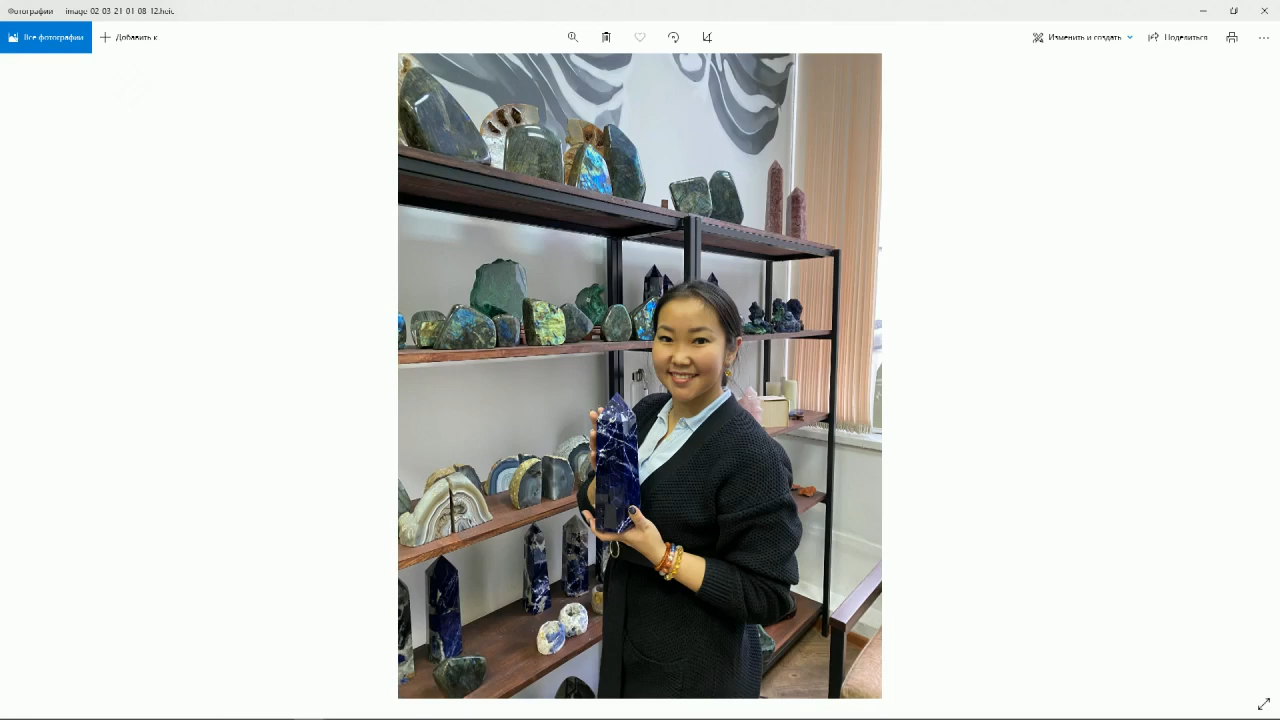 Фотографии image-02-03-21-01-08-12.heic
Все фотографии
Добавить к
Изменить и создать
Поделиться